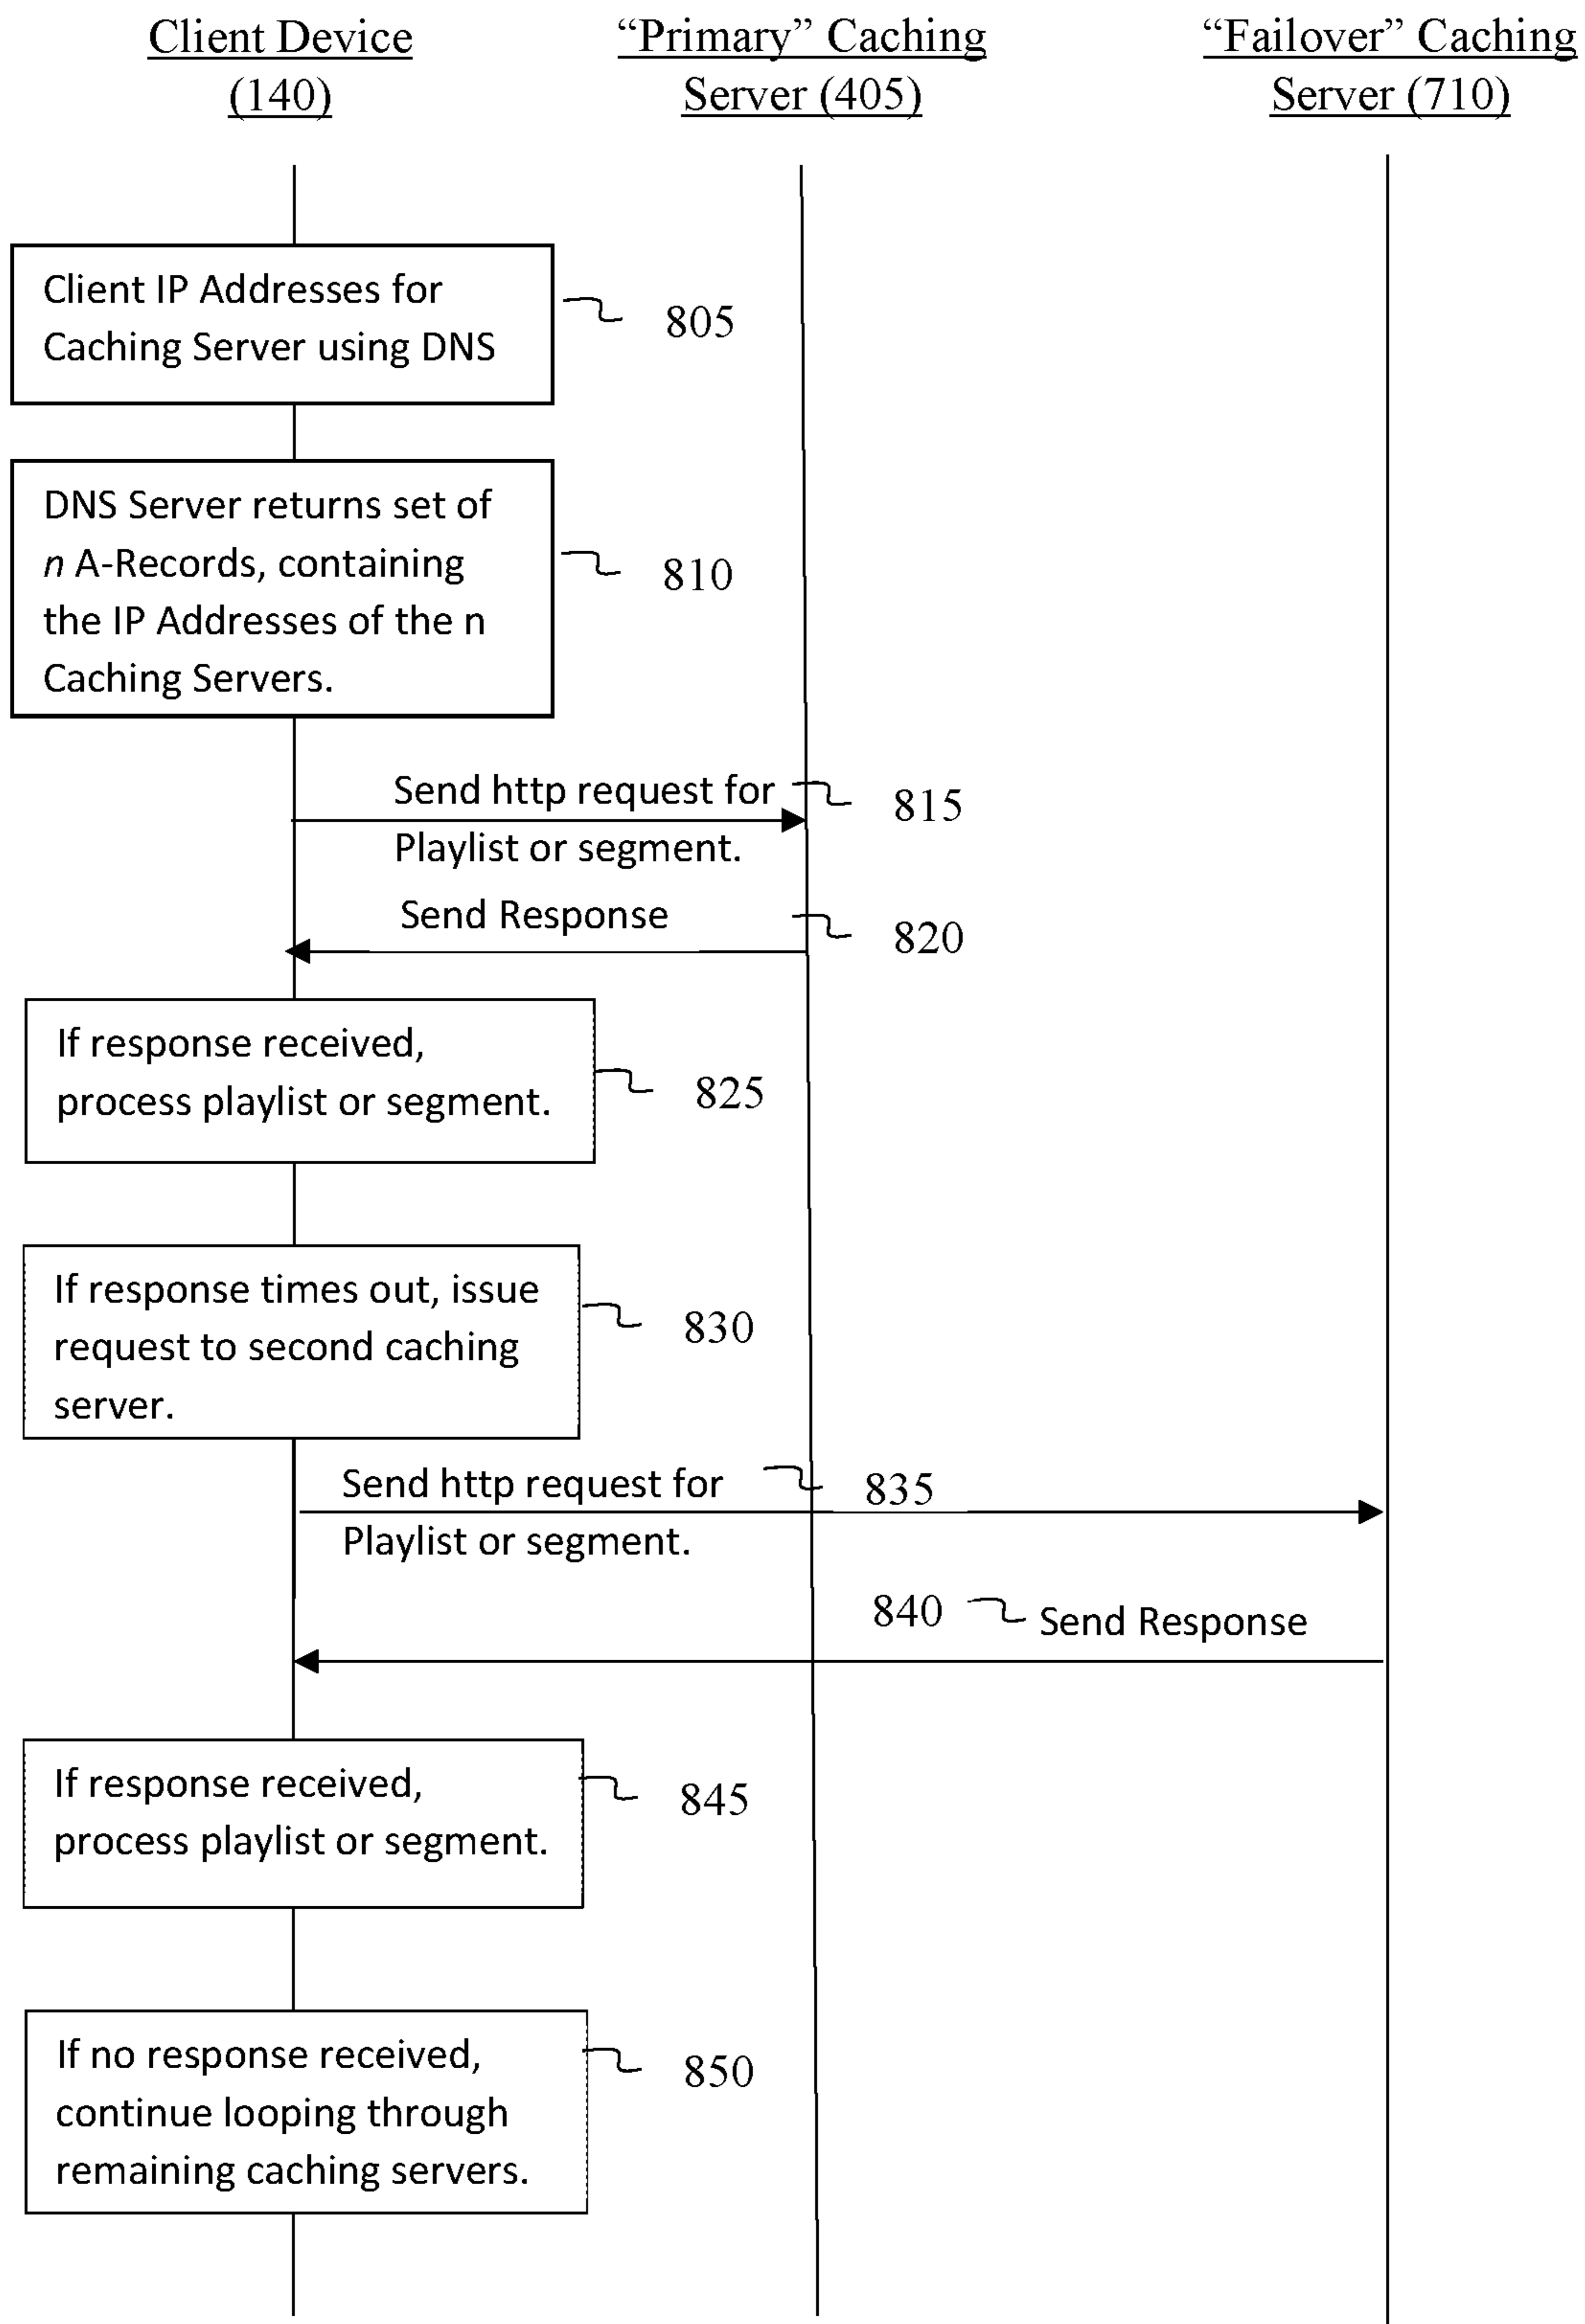 Client Device
(140)
“Primary” Caching
Server (405)
“Failover” Caching
Server (710)
Client IP Addresses for
Caching Server using DNS
805
DNS Server returns set of
n A-Records, containing
the IP Addresses of the n
Caching Servers.
810
Send http request for
Playlist or segment.
815
Send Response
820
If response received,
process playlist or segment.
825
If response times out, issue
request to second caching
server.
830
Send http request for
Playlist or segment.
835
840
Send Response
If response received,
process playlist or segment.
845
If no response received,
continue looping through
remaining caching servers.
850